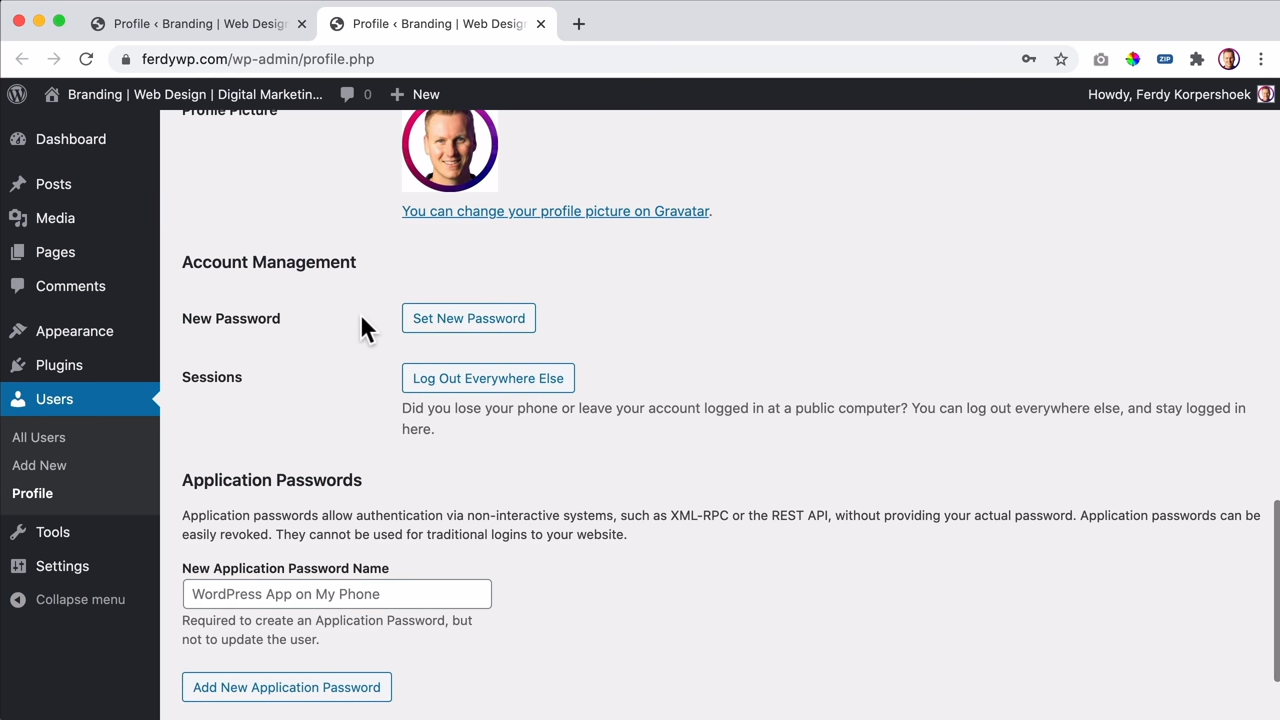 Profile ‹ Branding | Web Desig
Profile ‹ Branding | Web Desig
ferdywp.com/wp-admin/profile.php
ZIP
Branding | Web Design | Digital Marketin...
0
New
Howdy, Ferdy Korpershoek
Dashboard
Posts
Media
Pages
Comments
Appearance
Plugins
Users
All Users
Add New
Profile
Tools
Settings
Collapse menu
Profile Picture
You can change your profile picture on Gravatar.
Account Management
New Password
Set New Password
Sessions
Log Out Everywhere Else
Did you lose your phone or leave your account logged in at a public computer? You can log out everywhere else, and stay logged in
here.
Application Passwords
Application passwords allow authentication via non-interactive systems, such as XML-RPC or the REST API, without providing your actual password. Application passwords can be
easily revoked. They cannot be used for traditional logins to your website.
New Application Password Name
WordPress App on My Phone
Required to create an Application Password, but
not to update the user.
Add New Application Password